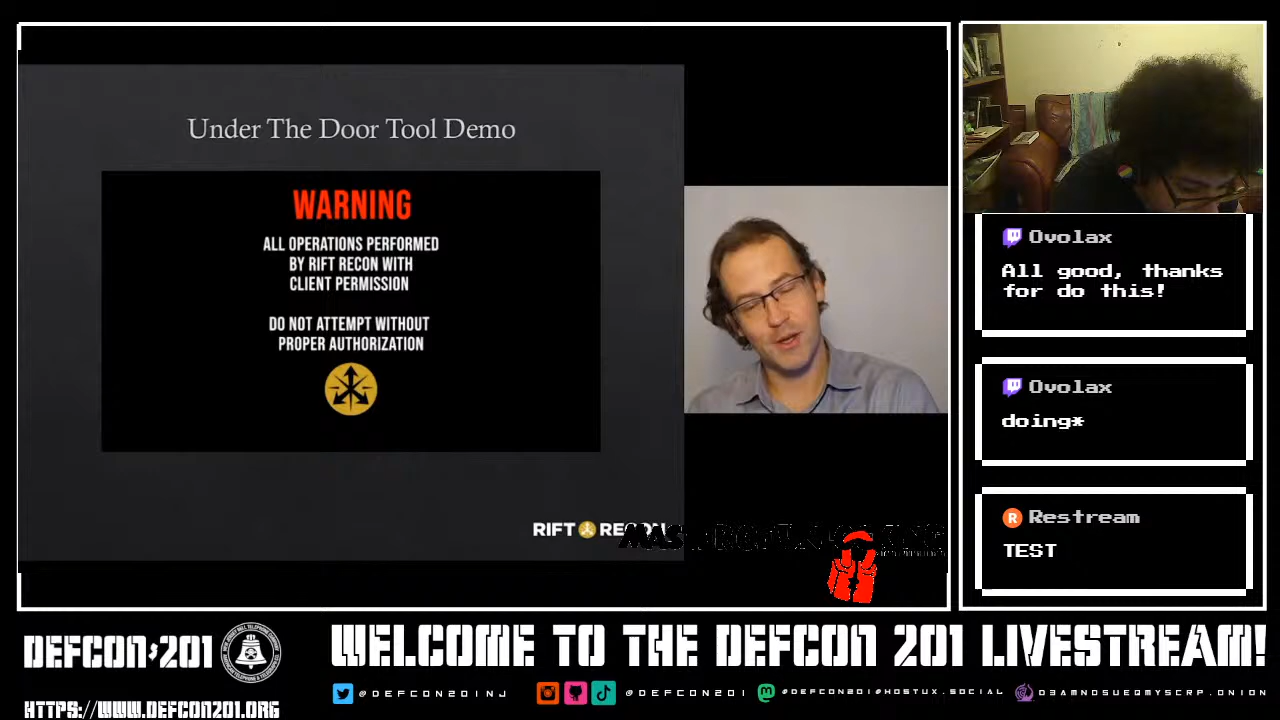 Under The Door Tool Demo
WARNING
ALL OPERATIONS PERFORMED
BY RIFT RECON WITH
CLIENT PERMISSION
DO NOT ATTEMPT WITHOUT
PROPER AUTHORIZATION
RIFT RECON
Ovolax
All good, thanks
for do this!
Ovolax
doing*
Restream
TEST
DEFCON 201
WELCOME TO THE DEFCON 201 LIVESTREAM!
HTTPS://WWW.DEFCON201.ORG
@DEFCON201NJ
@DEFCON201
@DEFCON201@HOSTUX.SOCIAL